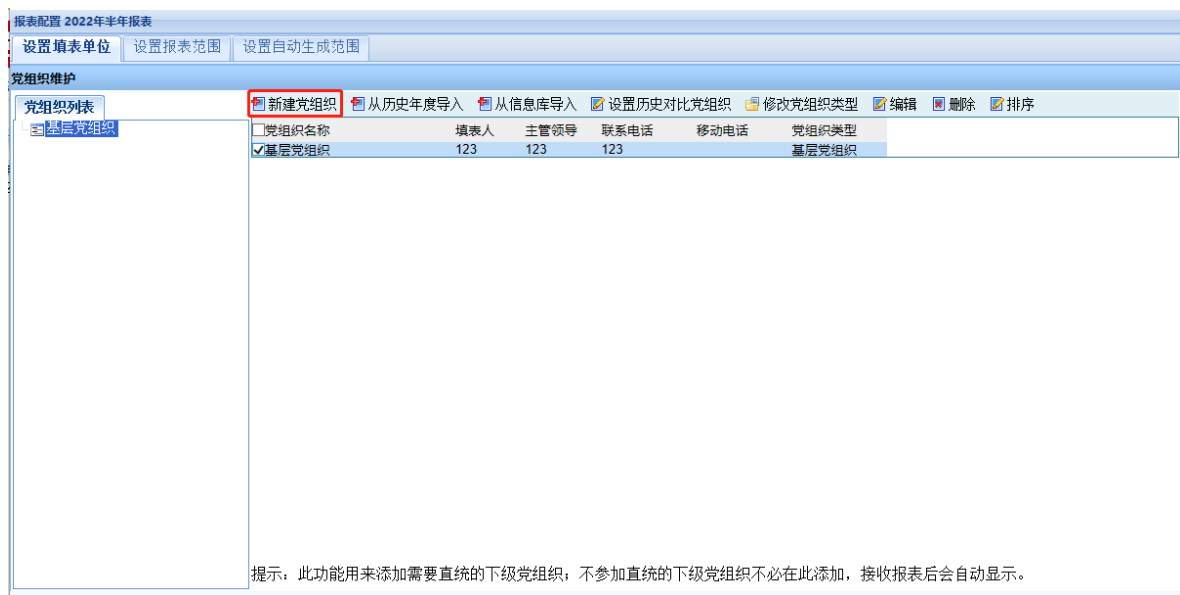 报表配置 2022年半年报表
设置填表单位 设置报表范围 设置自动生成范围
党组织维护
党组织列表
基层党组织
新建党组织 从历史年度导入 从信息库导入 设置历史对比党组织 修改党组织类型 编辑 删除 排序
党组织名称 填表人 主管领导 联系电话 移动电话 党组织类型
基层党组织 123 123 123 基层党组织
提示：此功能用来添加需要直统的下级党组织；不参加直统的下级党组织不必在此添加，接收报表后会自动显示。